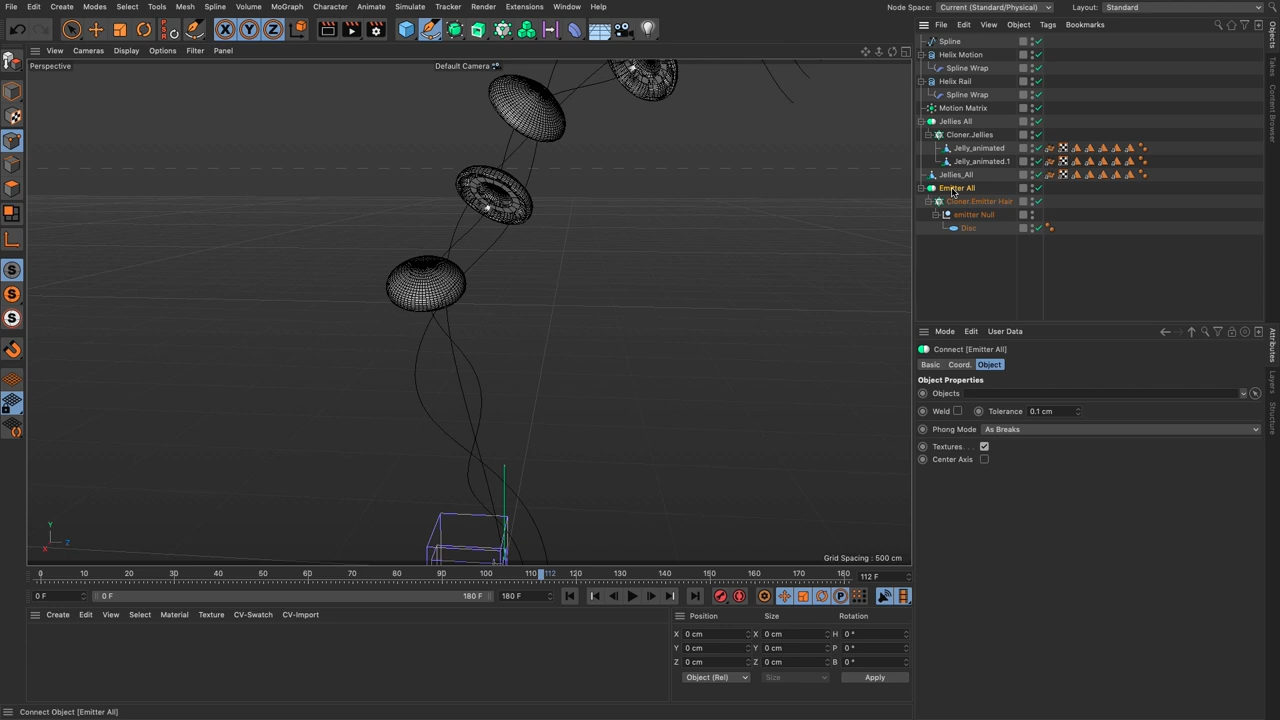 File Edit Create Modes Select Tools Mesh Spline Volume MoGraph Character Animate Simulate Tracker Render Extensions Window Help
Node Space: Current (Standard/Physical) Layout: Standard
File Edit View Object Tags Bookmarks
View Cameras Display Options Filter Panel
Perspective
Default Camera
Spline
Helix Motion
Spline Wrap
Helix Rail
Spline Wrap
Motion Matrix
Jellies All
Cloner.Jellies
Jelly_animated
Jelly_animated.1
Jellies_All
Emitter All
Cloner.Emitter Hair
emitter Null
Disc
Objects
Takes
Content Browser
Mode Edit User Data
Connect [Emitter All]
Basic Coord. Object
Object Properties
Objects
Weld Tolerance 0.1 cm
Phong Mode As Breaks
Textures
Center Axis
Attributes
Layers
Structure
Y
X
Z
Grid Spacing : 500 cm
0 10 20 30 40 50 60 70 80 90 100 110 112 120 130 140 150 160 170 180 112 F
0 F 0 F 180 F 180 F
Create Edit View Select Material Texture CV-Swatch CV-Import
Position Size Rotation
X 0 cm X 0 cm H 0 °
Y 0 cm Y 0 cm P 0 °
Z 0 cm Z 0 cm B 0 °
Object (Rel) Size Apply
Connect Object [Emitter All]